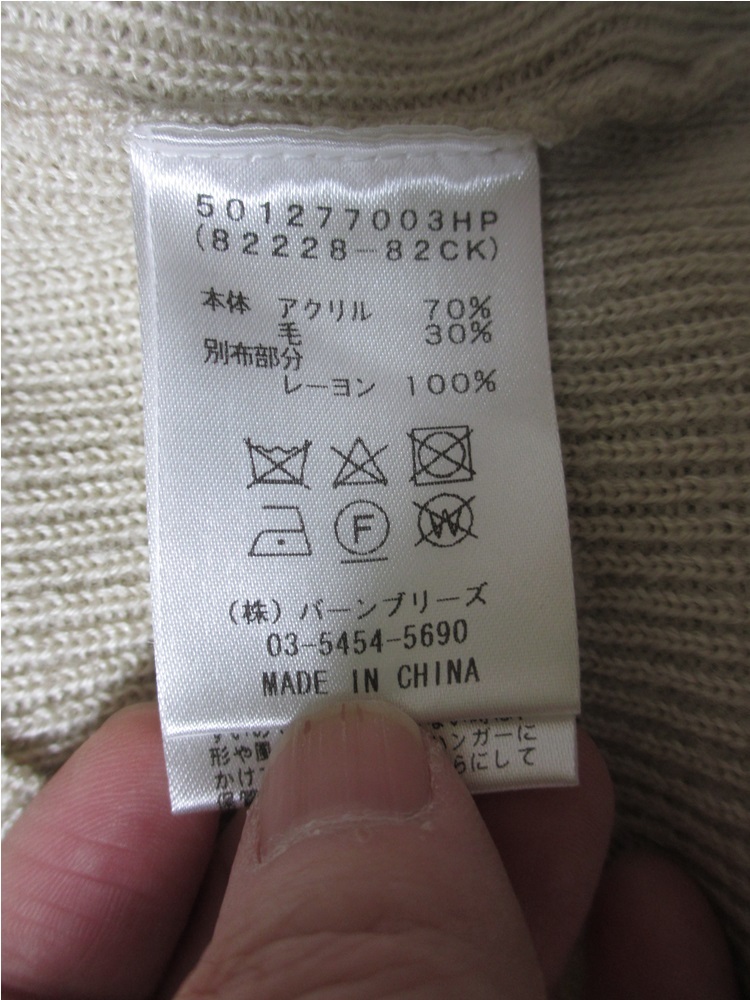 501277003HP
(82228-82CK)
本体 アクリル 70%
毛 30%
別布部分
レーヨン 100%
F
W
(株)バーンブリーズ
03-5454-5690
MADE IN CHINA
形や ハンガーに
かけ らにして